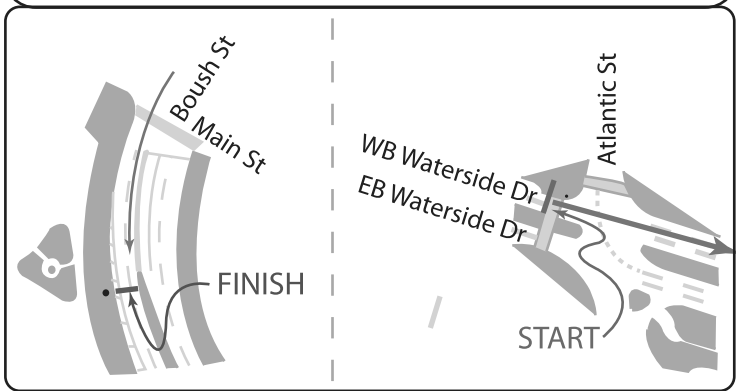 Boush St
Main St
FINISH
Atlantic St
WB Waterside Dr
EB Waterside Dr
START